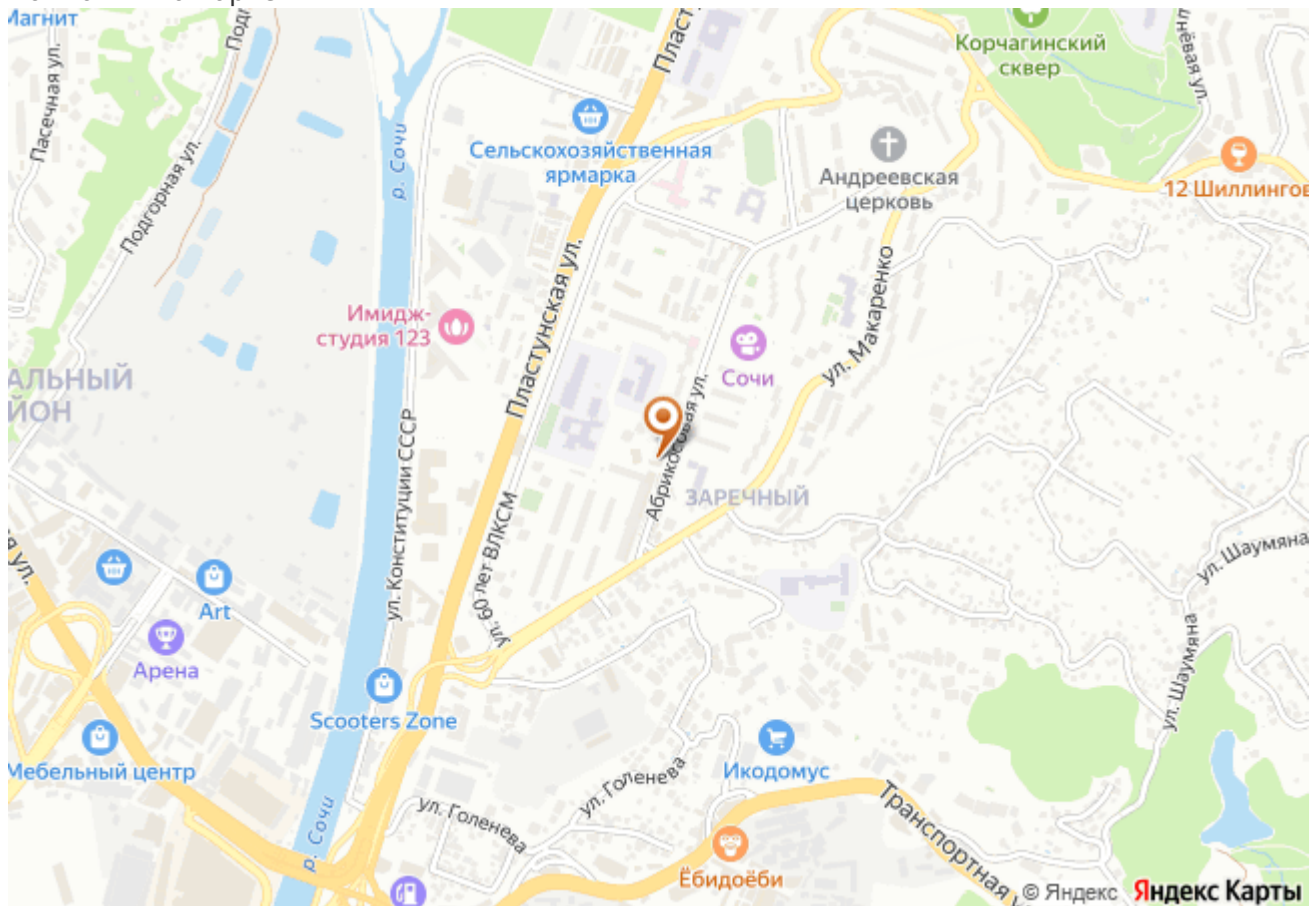 Магнит
Пасечная ул.
Подгорная ул.
р. Сочи
Сельскохозяйственная
ярмарка
Корчагинский
сквер
Андреевская
церковь
12 Шиллингов
Пластунская ул.
Имидж-
студия 123
ул. Макаренко
Сочи
АЛЬНЫЙ
ЙОН
Абрикосовая ул.
ЗАРЕЧНЫЙ
ул. Конституции СССР
ул. 60 лет ВЛКСМ
ул. Шаумяна
Art
Арена
ул. Шаумяна
Scooters Zone
Мебельный центр
Икодомус
ул. Голенева
ул. Голенева
р. Сочи
Транспортная у
Ёбидоёби
© Яндекс Яндекс Карты